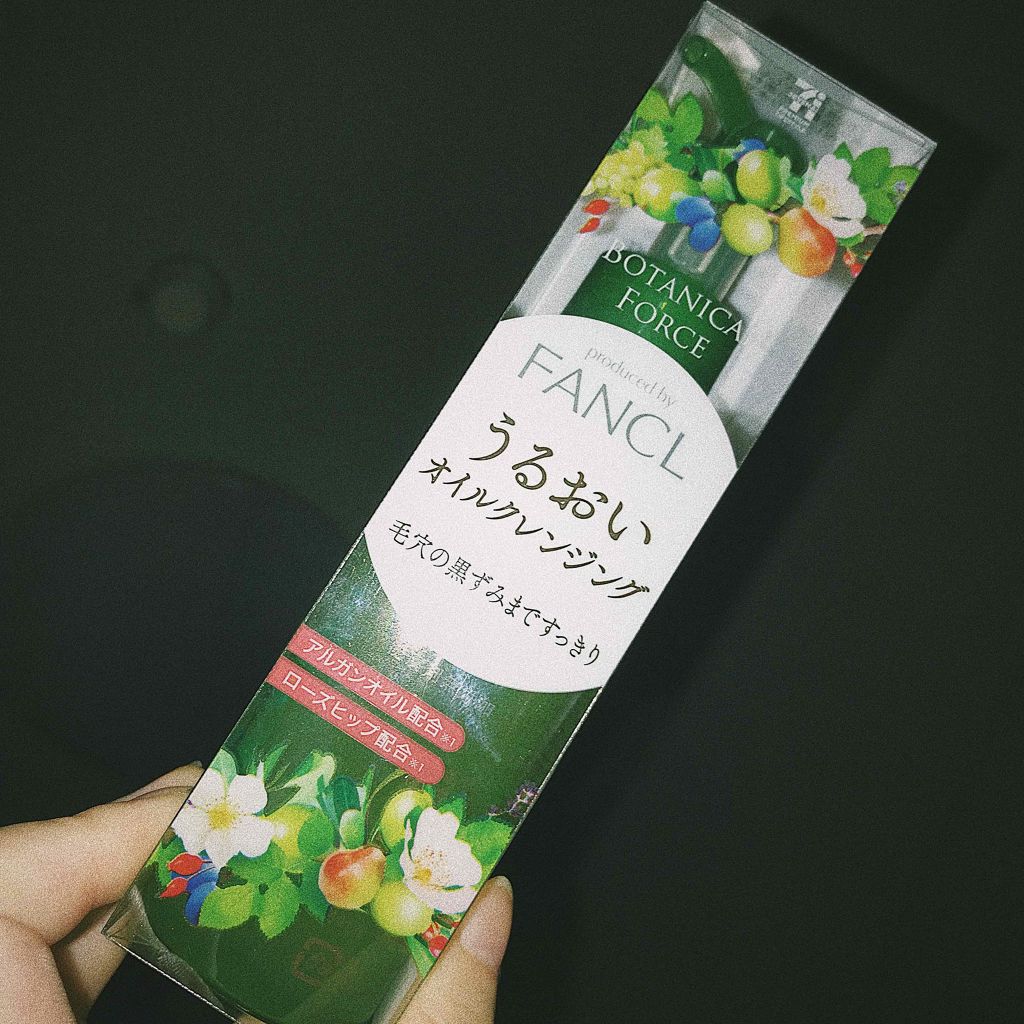 BOTANICAL
FORCE
produced by
FANCL
うるおい
オイルクレンジング
毛穴の黒ずみまですっきり
アルガンオイル配合※1
ローズヒップ配合※1